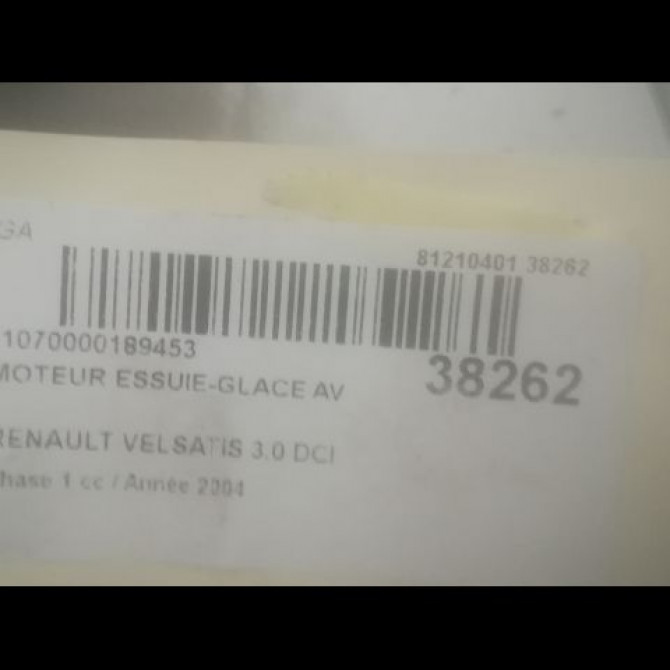 GA
81210401 38262
1070000189453
38262
MOTEUR ESSUIE-GLACE AV
RENAULT VELSATIS 3.0 DCI
hase 1 cc / Année 2004